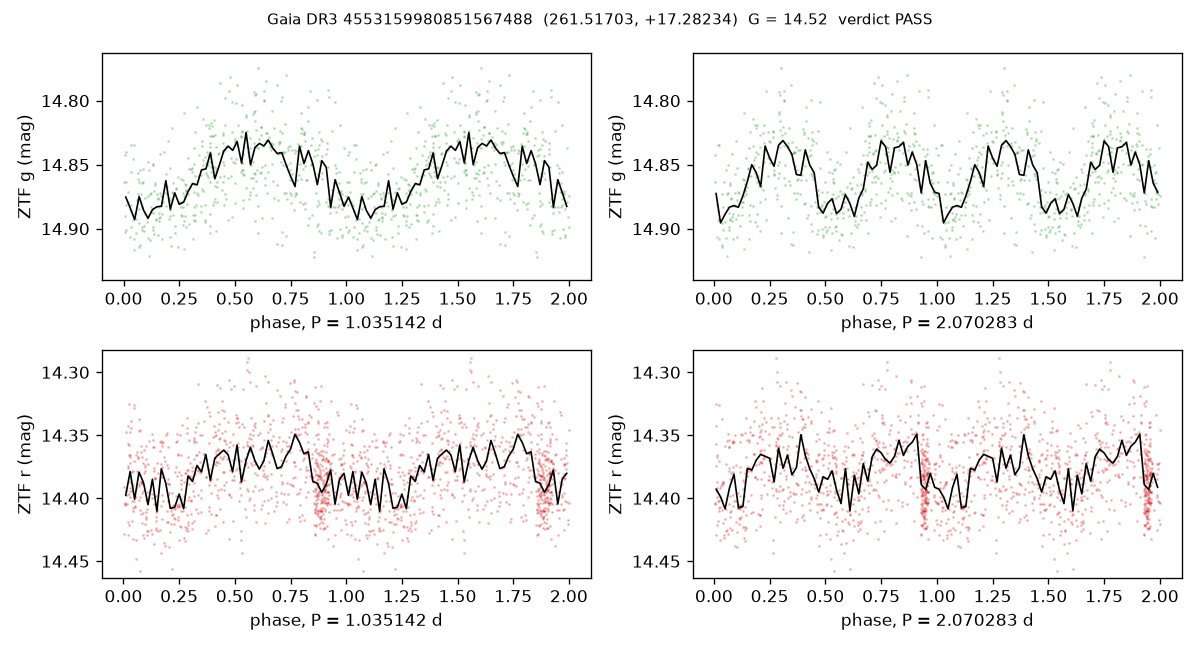 Gaia DR3 4553159980851567488  (261.51703, +17.28234)  G = 14.52  verdict PASS
ZTF g (mag)
14.80
14.85
14.90
0.00 0.25 0.50 0.75 1.00 1.25 1.50 1.75 2.00
phase, P = 1.035142 d
ZTF g (mag)
14.80
14.85
14.90
0.00 0.25 0.50 0.75 1.00 1.25 1.50 1.75 2.00
phase, P = 2.070283 d
ZTF r (mag)
14.30
14.35
14.40
14.45
0.00 0.25 0.50 0.75 1.00 1.25 1.50 1.75 2.00
phase, P = 1.035142 d
ZTF r (mag)
14.30
14.35
14.40
14.45
0.00 0.25 0.50 0.75 1.00 1.25 1.50 1.75 2.00
phase, P = 2.070283 d